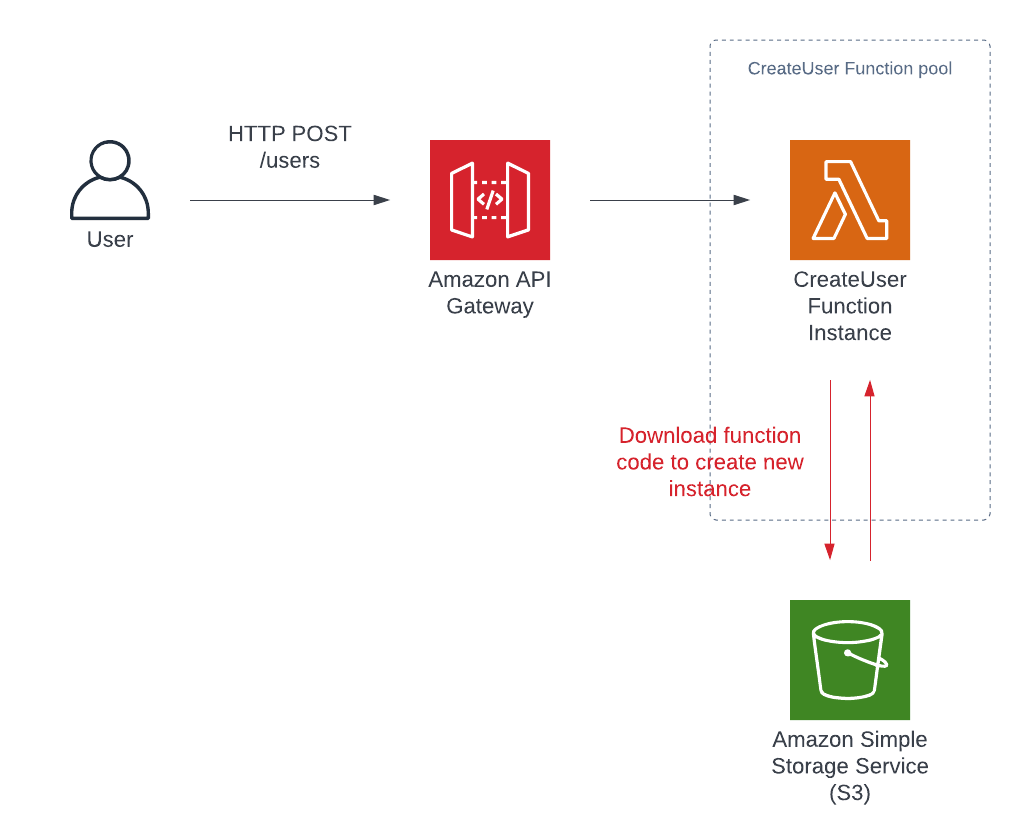 CreateUser Function pool
HTTP POST
/users
User
Amazon API
Gateway
CreateUser
Function
Instance
Download function
code to create new
instance
Amazon Simple
Storage Service
(S3)